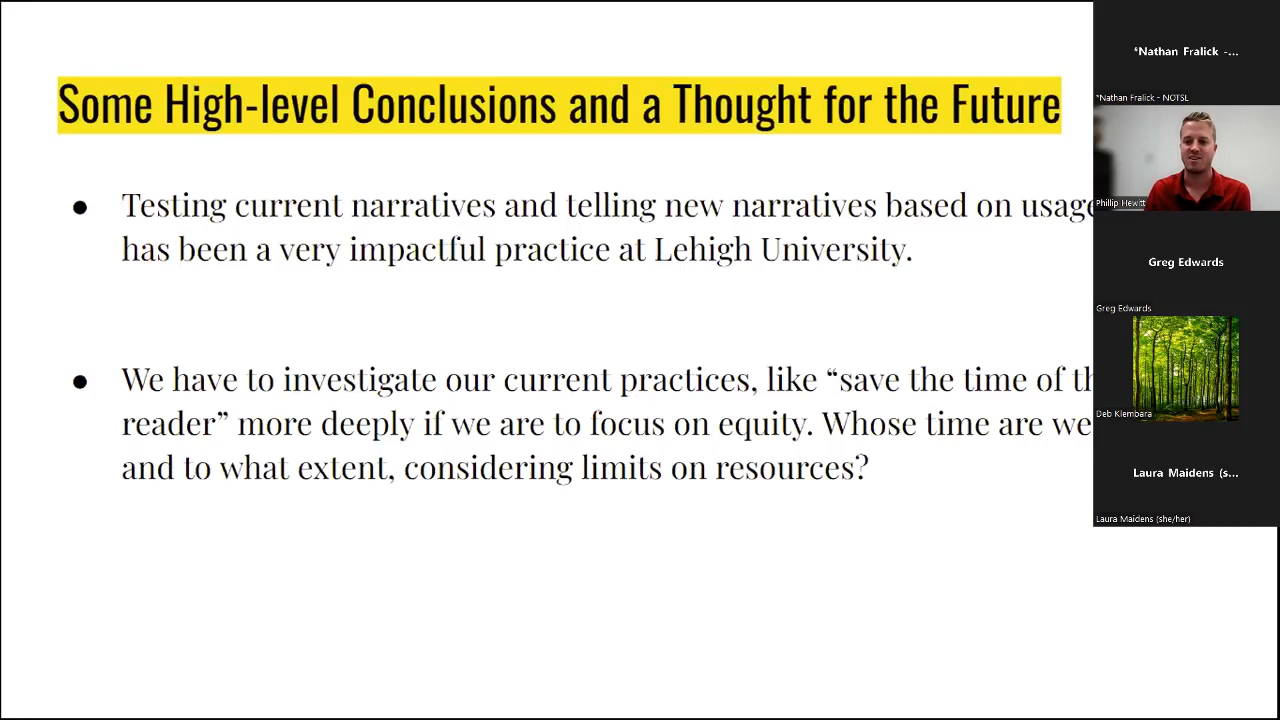 Some High-level Conclusions and a Thought for the Future
● Testing current narratives and telling new narratives based on usage
has been a very impactful practice at Lehigh University.
● We have to investigate our current practices, like “save the time of
reader” more deeply if we are to focus on equity. Whose time are we
and to what extent, considering limits on resources?
*Nathan Fralick -...
*Nathan Fralick - NOTSL
Phillip Hewitt
Greg Edwards
Greg Edwards
Deb Klembara
Laura Maidens (s...
Laura Maidens (she/her)